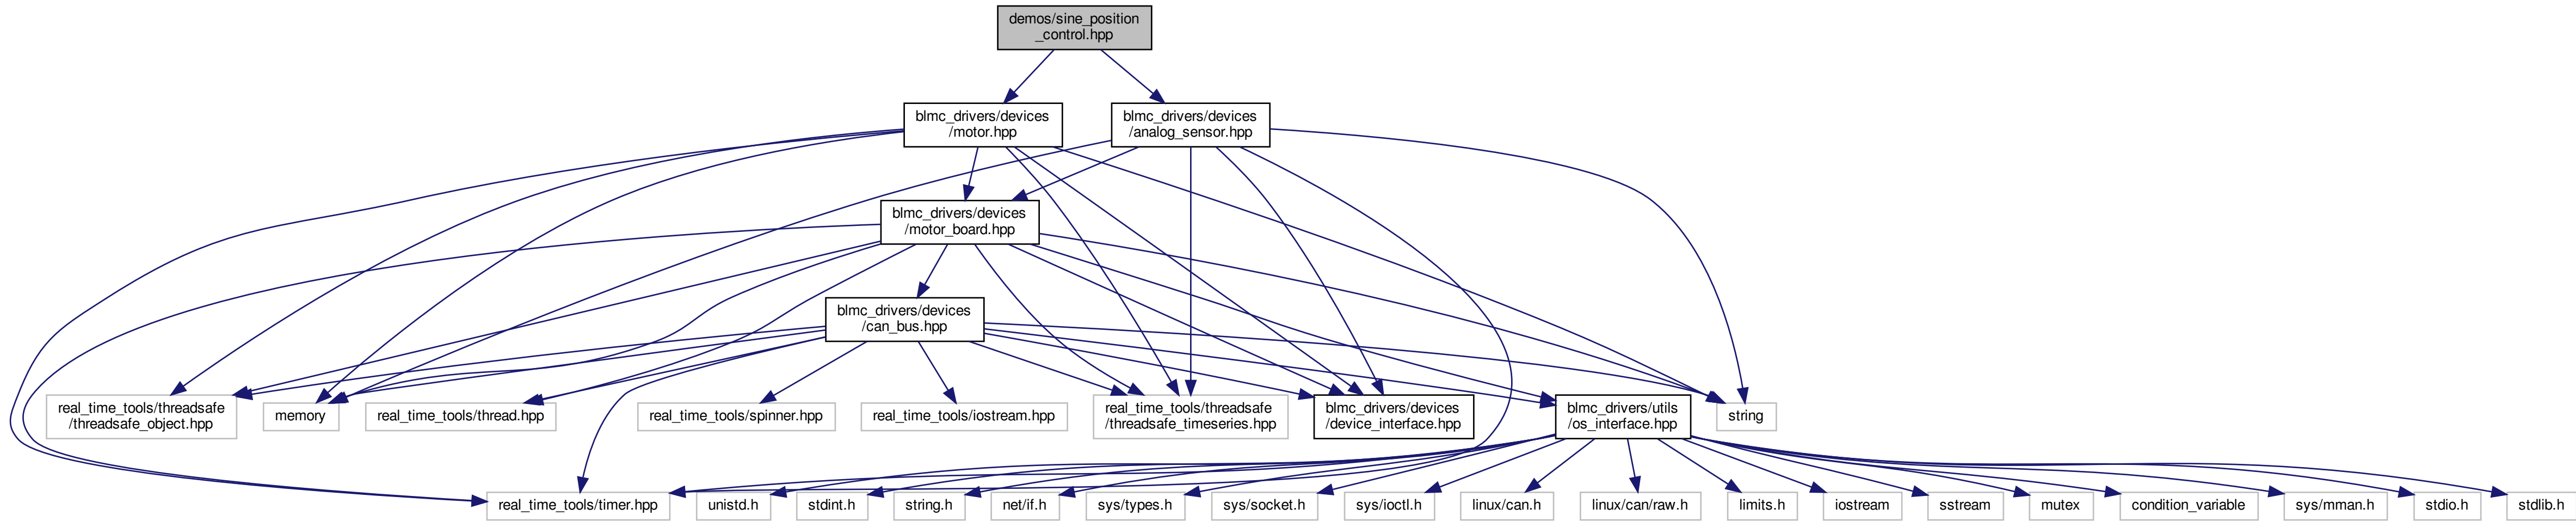 demos/sine_position
_control.hpp
blmc_drivers/devices
/motor.hpp
blmc_drivers/devices
/analog_sensor.hpp
blmc_drivers/devices
/motor_board.hpp
blmc_drivers/devices
/can_bus.hpp
real_time_tools/threadsafe
/threadsafe_object.hpp
memory
real_time_tools/thread.hpp
real_time_tools/spinner.hpp
real_time_tools/iostream.hpp
real_time_tools/threadsafe
/threadsafe_timeseries.hpp
blmc_drivers/devices
/device_interface.hpp
blmc_drivers/utils
/os_interface.hpp
string
real_time_tools/timer.hpp
unistd.h
stdint.h
string.h
net/if.h
sys/types.h
sys/socket.h
sys/ioctl.h
linux/can.h
linux/can/raw.h
limits.h
iostream
sstream
mutex
condition_variable
sys/mman.h
stdio.h
stdlib.h